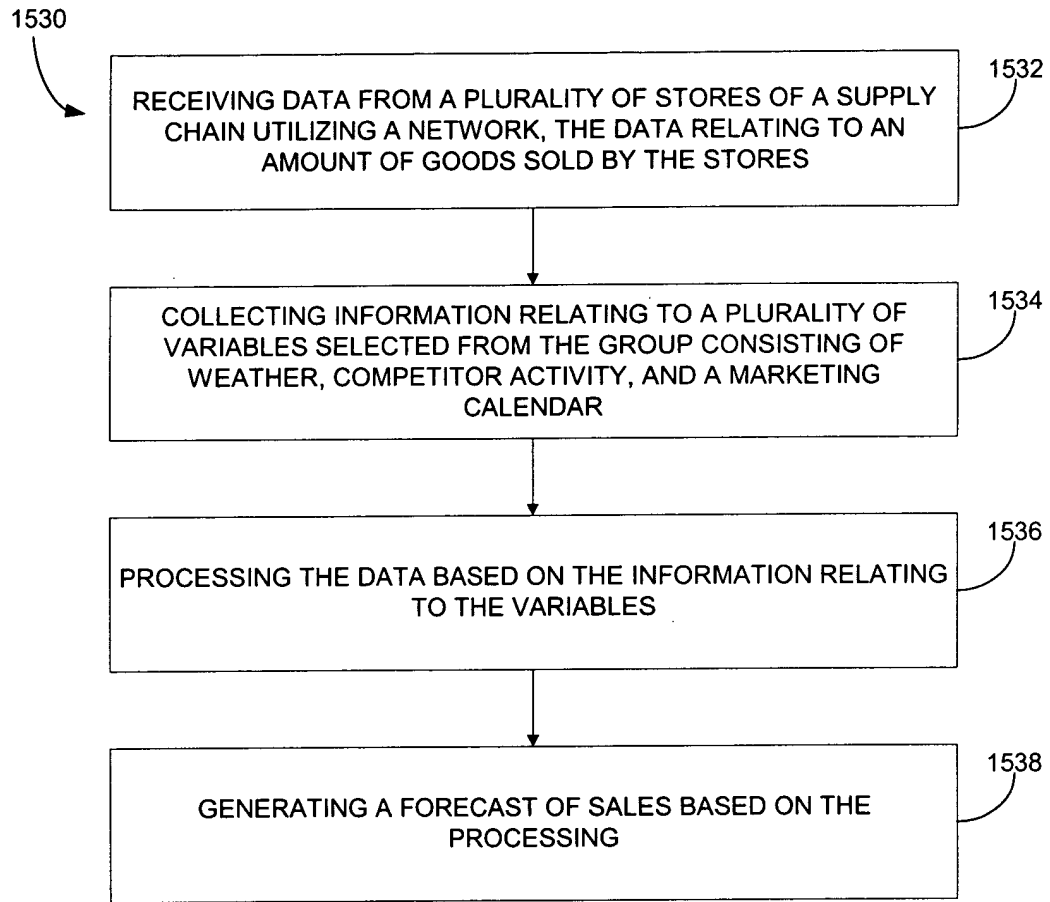 1530
1532
RECEIVING DATA FROM A PLURALITY OF STORES OF A SUPPLY
CHAIN UTILIZING A NETWORK, THE DATA RELATING TO AN
AMOUNT OF GOODS SOLD BY THE STORES
1534
COLLECTING INFORMATION RELATING TO A PLURALITY OF
VARIABLES SELECTED FROM THE GROUP CONSISTING OF
WEATHER, COMPETITOR ACTIVITY, AND A MARKETING
CALENDAR
1536
PROCESSING THE DATA BASED ON THE INFORMATION RELATING
TO THE VARIABLES
1538
GENERATING A FORECAST OF SALES BASED ON THE
PROCESSING